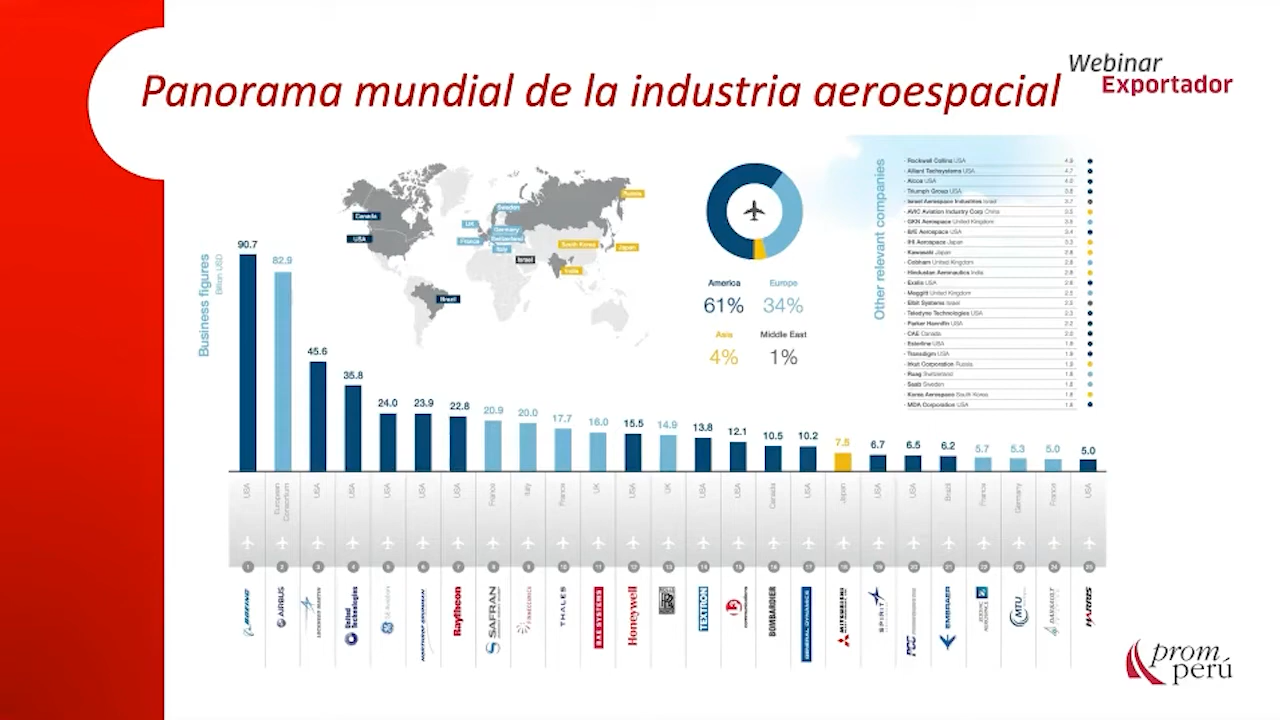 Panorama mundial de la industria aeroespacial
Webinar
Exportador
Canada
USA
Brazil
UK
France
Sweden
Germany
Switzerland
Italy
Israel
Russia
South Korea
Japan
India
America
61%
Europe
34%
Asia
4%
Middle East
1%
Other relevant companies
Rockwell Collins USA 4.9
Alliant Techsystems USA 4.7
Alcoa USA 4.0
Triumph Group USA 3.8
Israel Aerospace Industries Israel 3.7
AVIC Aviation Industry Corp China 3.5
GKN Aerospace United Kingdom 3.5
B/E Aerospace USA 3.4
IHI Aerospace Japan 3.3
Kawasaki Japan 2.8
Cobham United Kingdom 2.8
Hindustan Aeronautics India 2.8
Exelis USA 2.6
Meggitt United Kingdom 2.5
Elbit Systems Israel
Teledyne Technologies USA 2.3
Parker Hannifin USA 2.2
CAE Canada 2.0
Esterline USA 1.9
Transdigm USA 1.9
Irkut Corporation Russia 1.9
Ruag Switzerland 1.8
Saab Sweden 1.8
Korea Aerospace South Korea 1.8
MDA Corporation USA 1.8
Business figures
Billion USD
90.7
82.9
45.6
35.8
24.0
23.9
22.8
20.9
20.0
17.7
16.0
15.5
14.9
13.8
12.1
10.5
10.2
7.5
6.7
6.5
6.2
5.7
5.3
5.0
5.0
USA
European Consortium
USA
USA
USA
USA
USA
France
Italy
France
UK
USA
UK
USA
USA
Canada
USA
Japan
USA
USA
Brazil
France
Germany
France
USA
1 2 3 4 5 6 7 8 9 10 11 12 13 14 15 16 17 18 19 20 21 22 23 24 25
BOEING
AIRBUS
LOCKHEED MARTIN
United Technologies
GE Aviation
NORTHROP GRUMMAN
Raytheon
SAFRAN
FINMECCANICA
THALES
BAE SYSTEMS
Honeywell
TEXTRON
communications
BOMBARDIER
GENERAL DYNAMICS
MITSUBISHI
SPIRIT
PCC
EMBRAER
ZODIAC AEROSPACE
MTU
DASSAULT
HARRIS
prom
perú